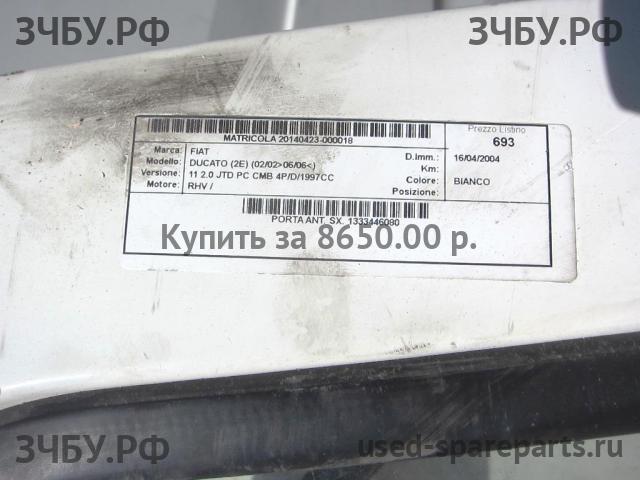 ЗЧБУ.РФ ЗЧБУ.РФ
MATRICOLA 20140423-000018
Prezzo Listino
693
Marca: FIAT
Modello: DUCATO (2E) (02/02>06/06<)
Versione: 11 2.0 JTD PC CMB 4P/D/1997CC
Motore: RHV /
D.Imm.: 16/04/2004
Km:
Colore: BIANCO
Posizione:
PORTA ANT. SX. 1333446080
Купить за 8650.00 р.
ЗЧБУ.РФ used-spareparts.ru